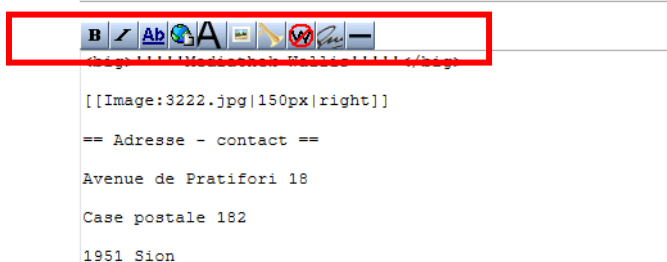 B I Ab A
<big>'''''Mediathek Wallis'''''</big>
[[Image:3222.jpg|150px|right]]
== Adresse - contact ==
Avenue de Pratifori 18
Case postale 182
1951 Sion